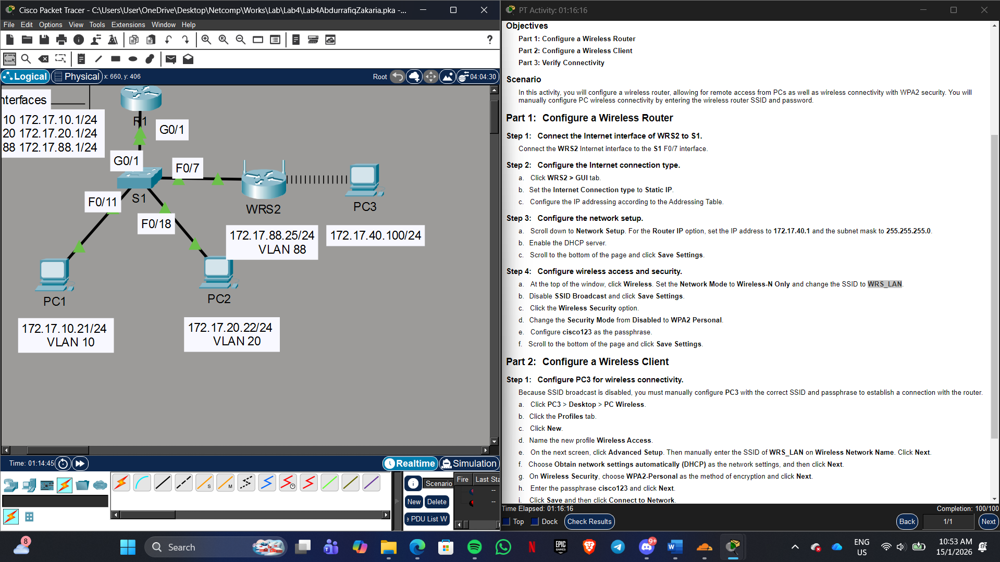 Cisco Packet Tracer - C:\Users\User\OneDrive\Desktop\Netcomp\Works\Lab\Lab4\Lab4AbdurrafiqZakaria.pka -...
File Edit Options View Tools Extensions Window Help
?
Logical Physical x: 660, y: 406
Root 04:04:30
nterfaces
10 172.17.10.1/24
20 172.17.20.1/24
88 172.17.88.1/24
R1
G0/1
G0/1
F0/7
S1
F0/11
F0/18
WRS2
PC3
172.17.88.25/24
VLAN 88
172.17.40.100/24
PC1
PC2
172.17.10.21/24
VLAN 10
172.17.20.22/24
VLAN 20
Time: 01:14:45
Realtime Simulation
S M
Scenario
New Delete
e PDU List W
Fire Last Sta
--
--
PT Activity: 01:16:16
Objectives
Part 1: Configure a Wireless Router
Part 2: Configure a Wireless Client
Part 3: Verify Connectivity
Scenario
In this activity, you will configure a wireless router, allowing for remote access from PCs as well as wireless connectivity with WPA2 security. You will
manually configure PC wireless connectivity by entering the wireless router SSID and password.
Part 1: Configure a Wireless Router
Step 1: Connect the Internet interface of WRS2 to S1.
Connect the WRS2 Internet interface to the S1 F0/7 interface.
Step 2: Configure the Internet connection type.
a. Click WRS2 > GUI tab.
b. Set the Internet Connection type to Static IP.
c. Configure the IP addressing according to the Addressing Table.
Step 3: Configure the network setup.
a. Scroll down to Network Setup. For the Router IP option, set the IP address to 172.17.40.1 and the subnet mask to 255.255.255.0.
b. Enable the DHCP server.
c. Scroll to the bottom of the page and click Save Settings.
Step 4: Configure wireless access and security.
a. At the top of the window, click Wireless. Set the Network Mode to Wireless-N Only and change the SSID to WRS_LAN.
b. Disable SSID Broadcast and click Save Settings.
c. Click the Wireless Security option.
d. Change the Security Mode from Disabled to WPA2 Personal.
e. Configure cisco123 as the passphrase.
f. Scroll to the bottom of the page and click Save Settings.
Part 2: Configure a Wireless Client
Step 1: Configure PC3 for wireless connectivity.
Because SSID broadcast is disabled, you must manually configure PC3 with the correct SSID and passphrase to establish a connection with the router.
a. Click PC3 > Desktop > PC Wireless.
b. Click the Profiles tab.
c. Click New.
d. Name the new profile Wireless Access.
e. On the next screen, click Advanced Setup. Then manually enter the SSID of WRS_LAN on Wireless Network Name. Click Next.
f. Choose Obtain network settings automatically (DHCP) as the network settings, and then click Next.
g. On Wireless Security, choose WPA2-Personal as the method of encryption and click Next.
h. Enter the passphrase cisco123 and click Next.
i. Click Save and then click Connect to Network.
Time Elapsed: 01:16:16 Completion: 100/100
Top Dock Check Results Back 1/1 Next
8
Search
EPIC GAMES
9+
ENG
US
10:53 AM
15/1/2026